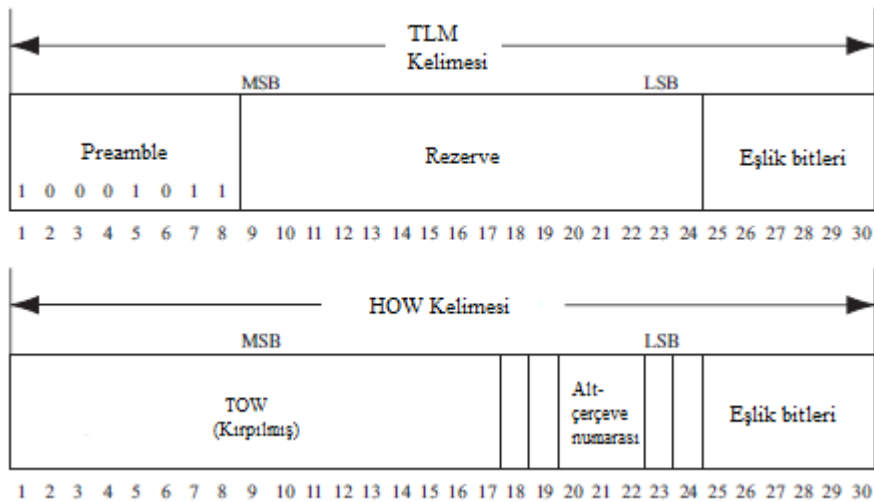 TLM
Kelimesi
MSB LSB
Preamble Rezerve Eşlik bitleri
1 0 0 0 1 0 1 1
1 2 3 4 5 6 7 8 9 10 11 12 13 14 15 16 17 18 19 20 21 22 23 24 25 26 27 28 29 30
HOW Kelimesi
MSB LSB
TOW
(Kırpılmış)
Alt-
çerçeve
numarası
Eşlik bitleri
1 2 3 4 5 6 7 8 9 10 11 12 13 14 15 16 17 18 19 20 21 22 23 24 25 26 27 28 29 30